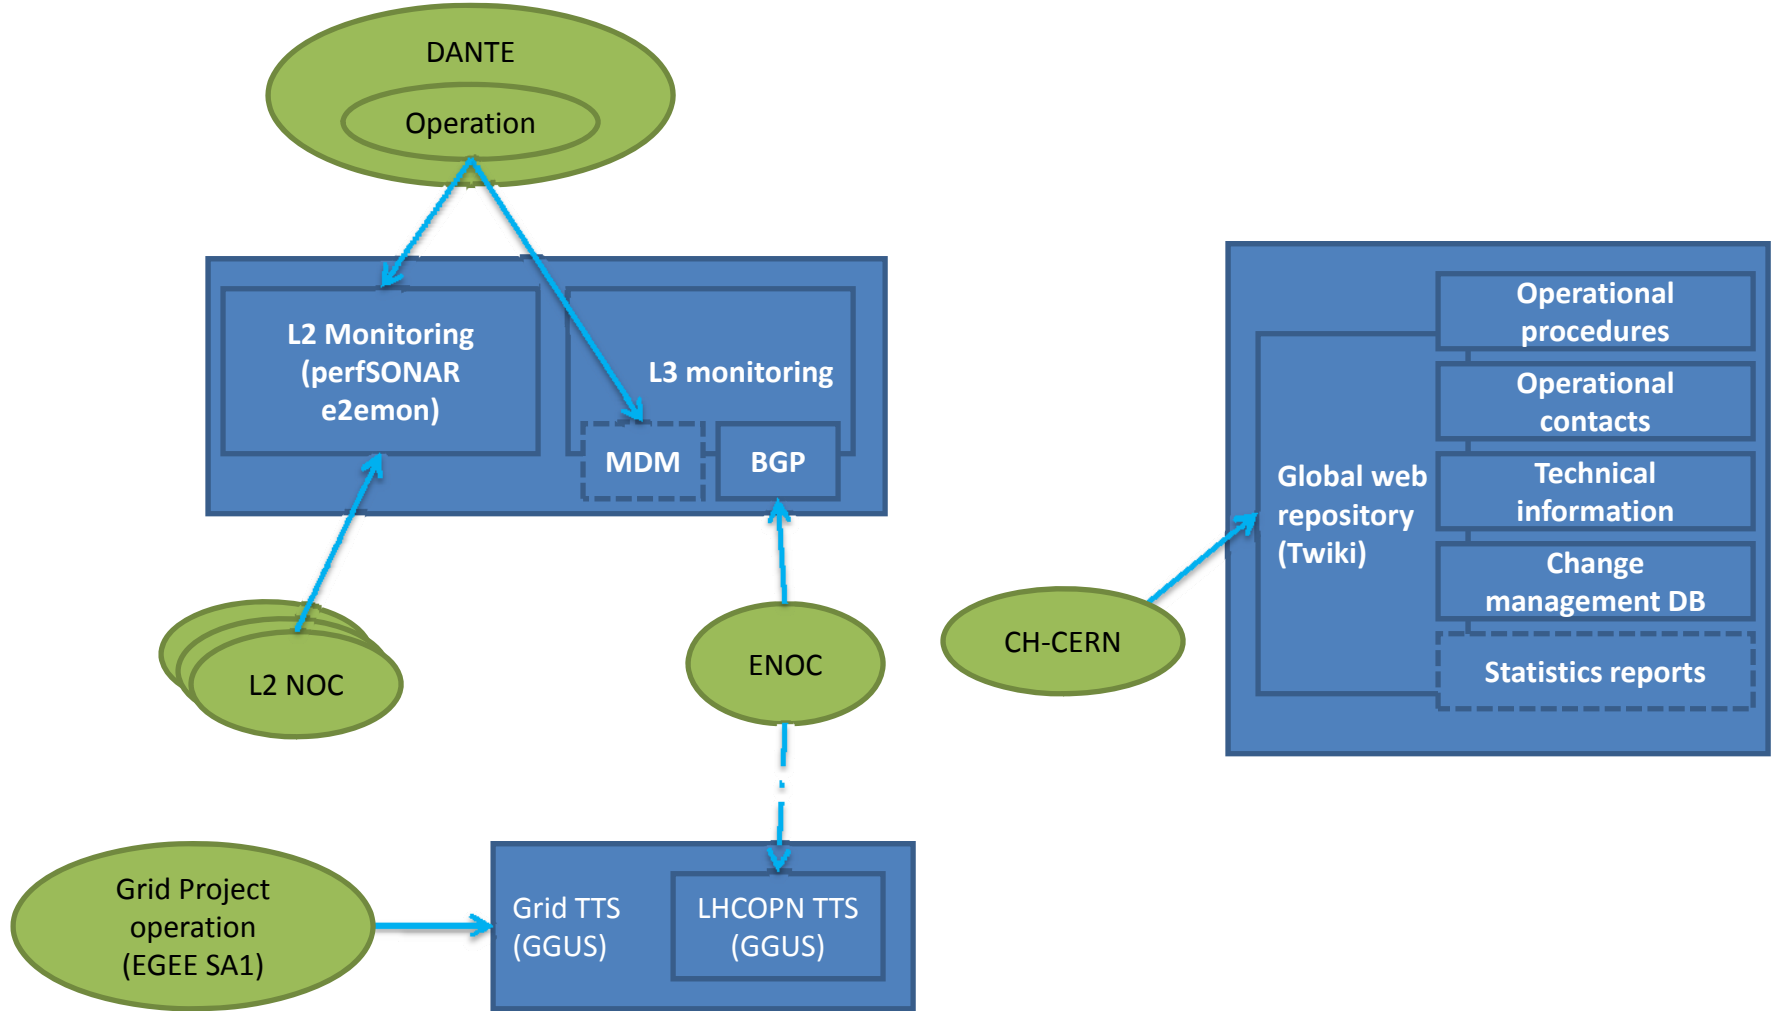 DANTE
Operation
L2 Monitoring
(perfSONAR
e2emon)
L3 monitoring
MDM
BGP
L2 NOC
ENOC
CH-CERN
Global web
repository
(Twiki)
Operational
procedures
Operational
contacts
Technical
information
Change
management DB
Statistics reports
Grid Project
operation
(EGEE SA1)
Grid TTS
(GGUS)
LHCOPN TTS
(GGUS)